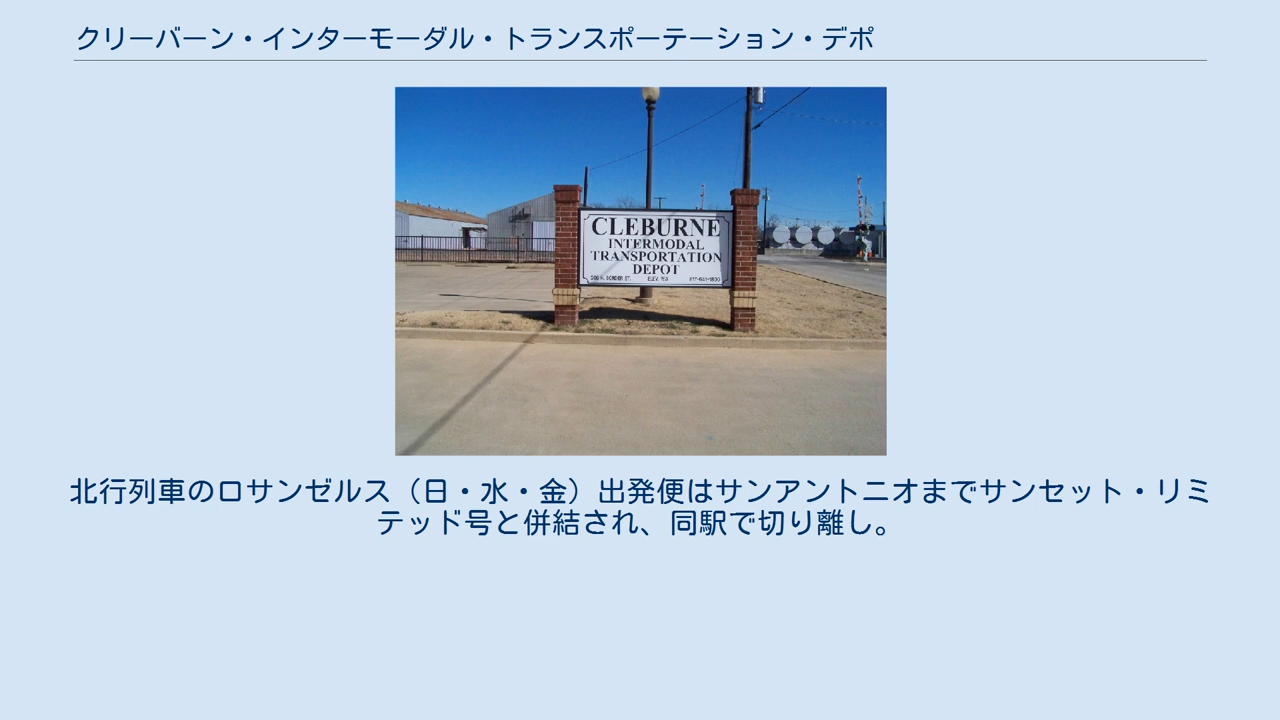 クリーバーン・インターモーダル・トランスポーテーション・デポ
CLEBURNE
INTERMODAL
TRANSPORTATION
DEPOT
北行列車のロサンゼルス（日・水・金）出発便はサンアントニオまでサンセット・リミ
テッド号と併結され、同駅で切り離し。